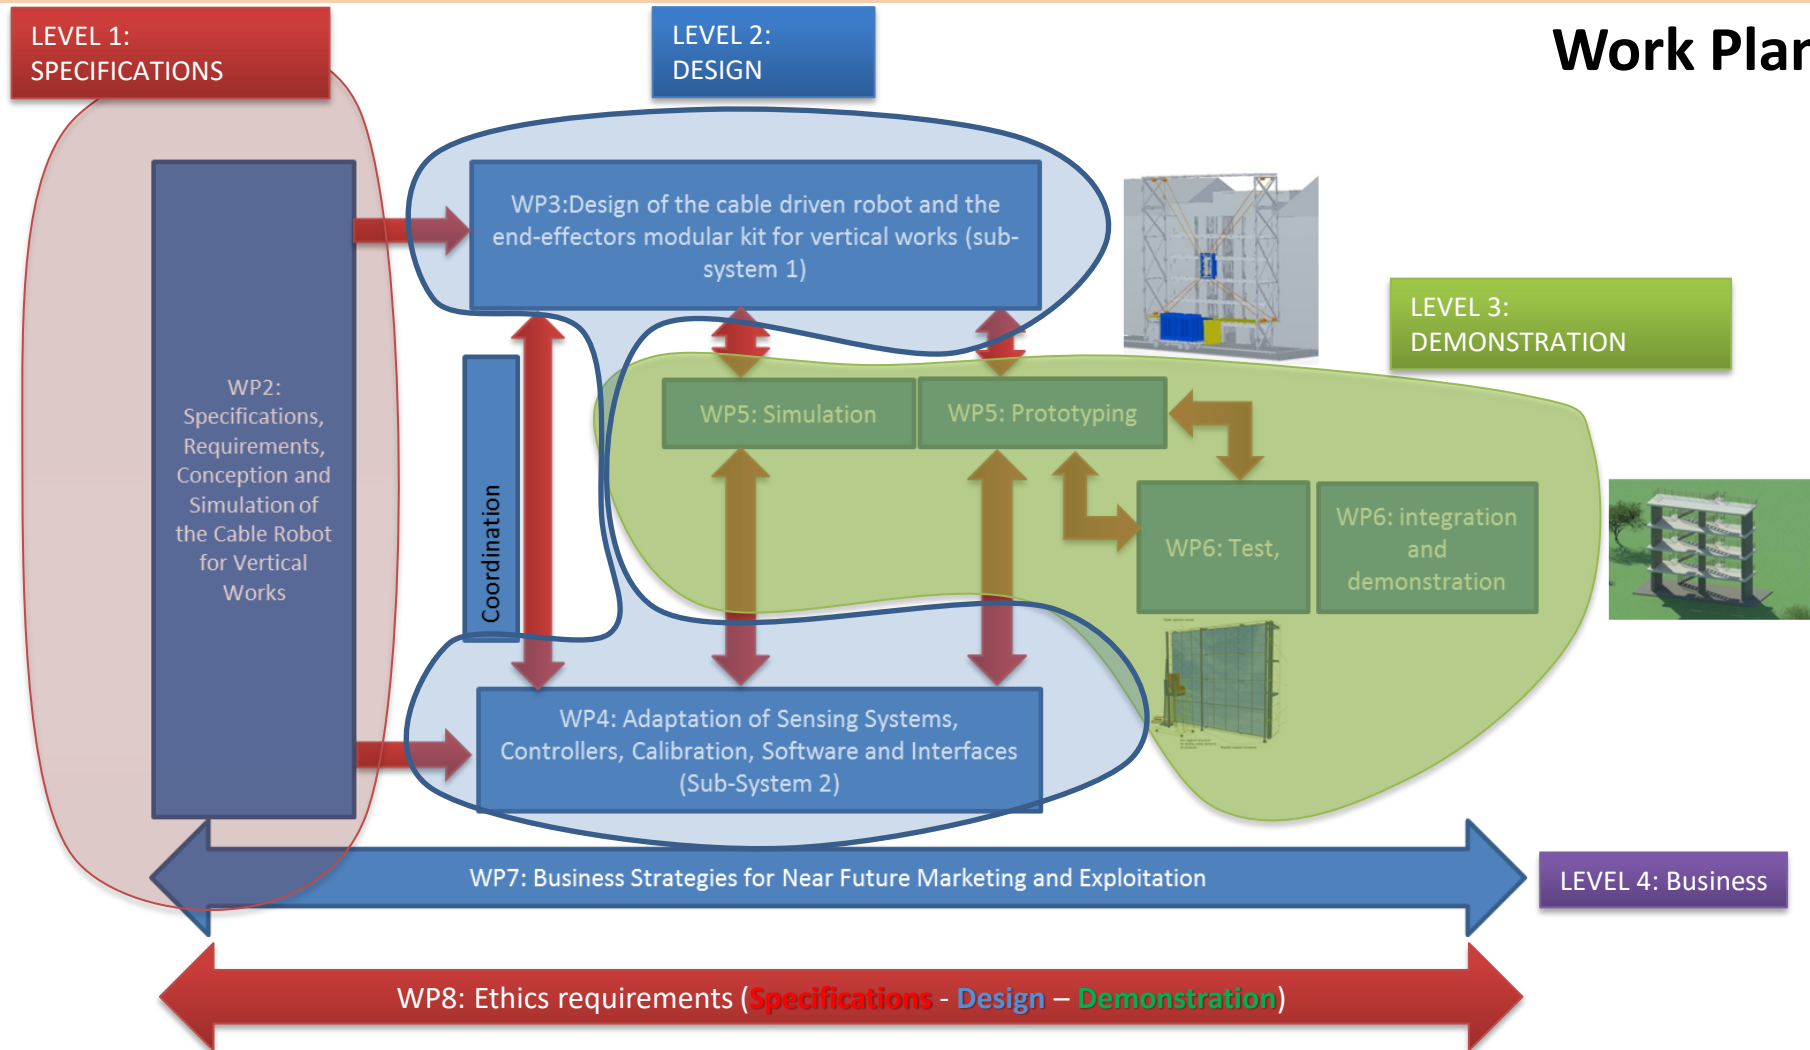 LEVEL 1:
SPECIFICATIONS
LEVEL 2:
DESIGN
Work Plan
WP3:Design of the cable driven robot and the
end-effectors modular kit for vertical works (sub-
system 1)
LEVEL 3:
DEMONSTRATION
WP2:
Specifications,
Requirements,
Conception and
Simulation of
the Cable Robot
for Vertical
Works
Coordination
WP5: Simulation
WP5: Prototyping
WP6: Test,
WP6: integration
and
demonstration
WP4: Adaptation of Sensing Systems,
Controllers, Calibration, Software and Interfaces
(Sub-System 2)
WP7: Business Strategies for Near Future Marketing and Exploitation
LEVEL 4: Business
WP8: Ethics requirements (Specifications - Design – Demonstration)